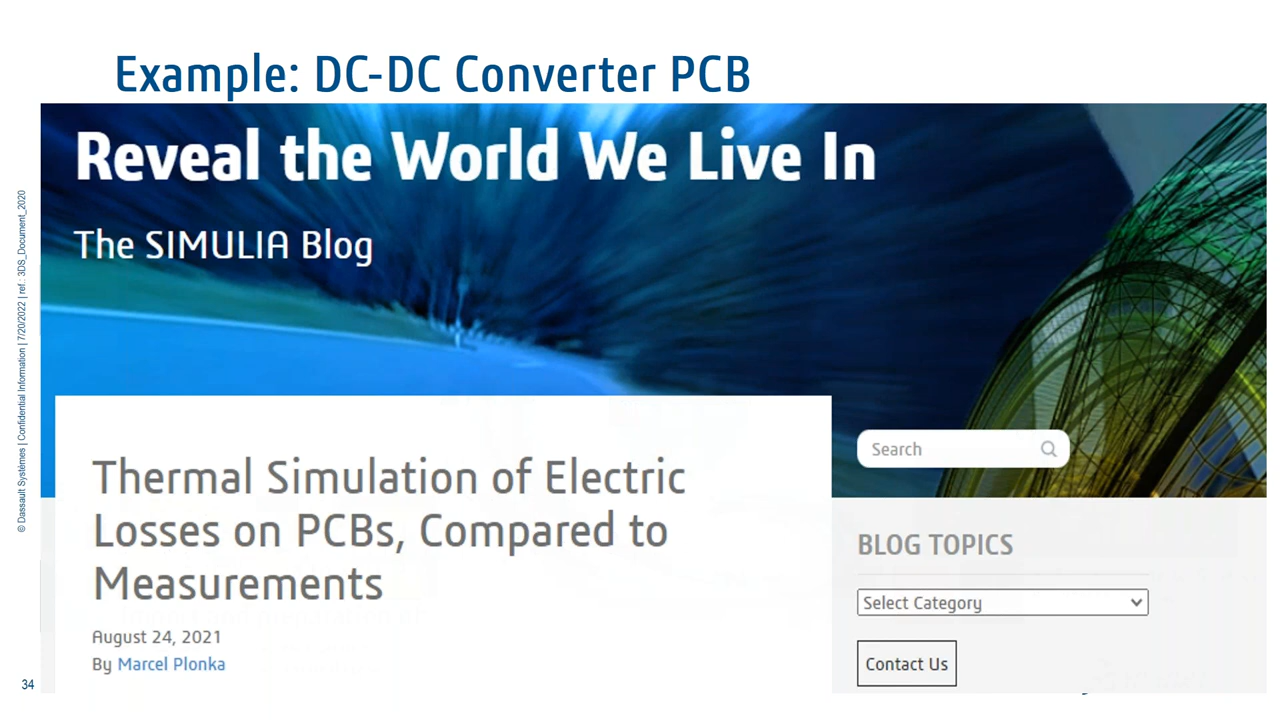 Example: DC-DC Converter PCB
Reveal the World We Live In
The SIMULIA Blog
Search
Thermal Simulation of Electric
Losses on PCBs, Compared to
Measurements
August 24, 2021
By Marcel Plonka
BLOG TOPICS
Select Category
Contact Us
© Dassault Systèmes | Confidential Information | 7/20/2022 | ref.: 3DS_Document_2020
34